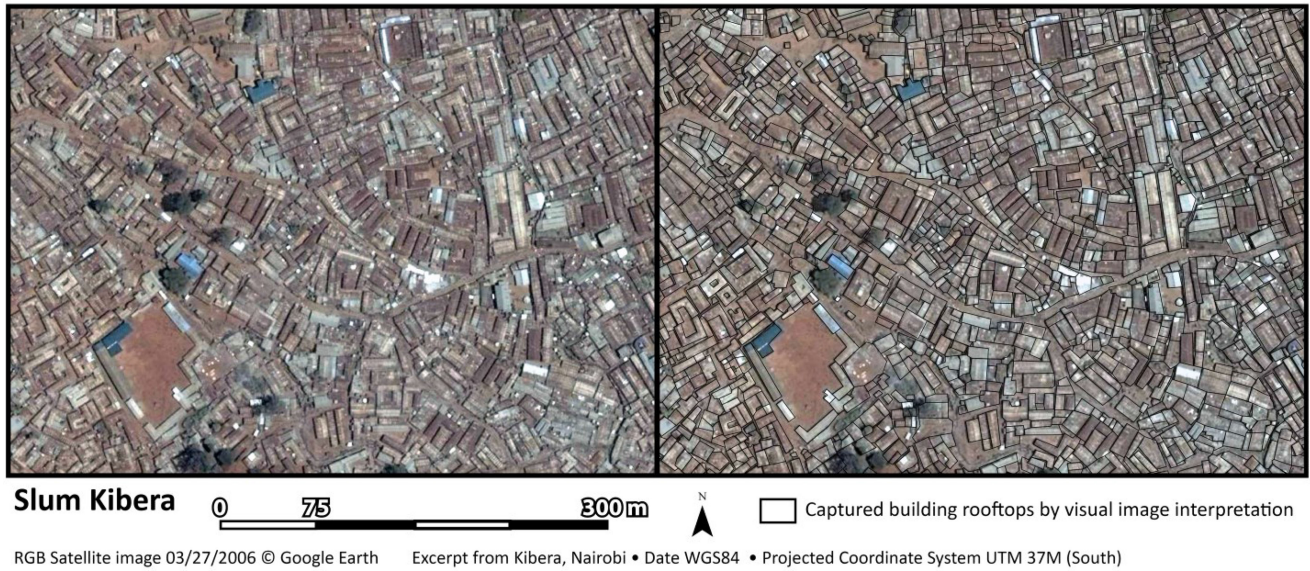 Slum Kibera
0 75 300 m
N
Captured building rooftops by visual image interpretation
RGB Satellite image 03/27/2006 © Google Earth
Excerpt from Kibera, Nairobi • Date WGS84 • Projected Coordinate System UTM 37M (South)